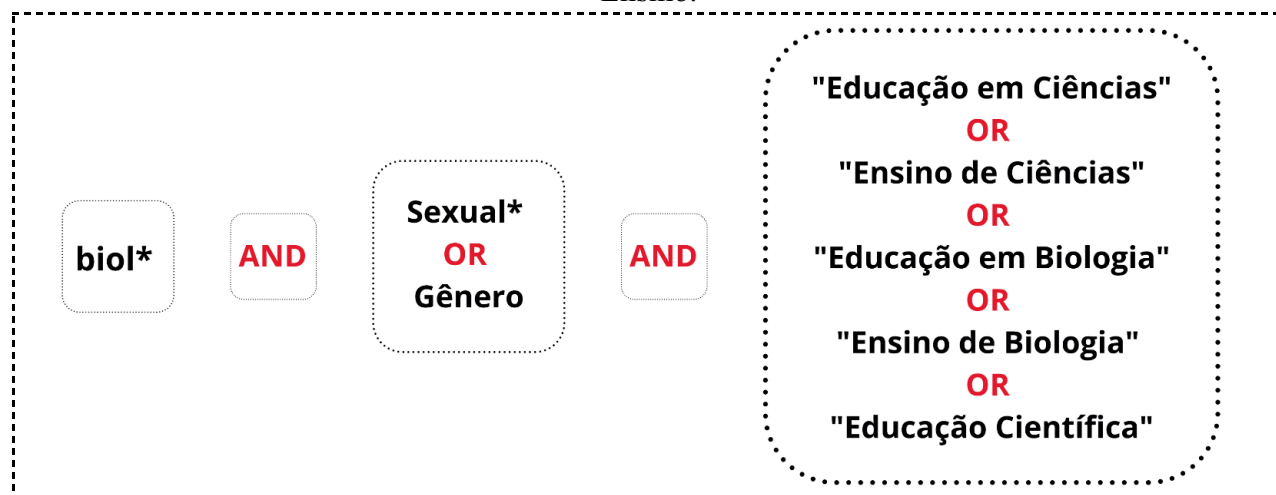 Ensino.
biol*
AND
Sexual*
OR
Gênero
AND
"Educação em Ciências"
OR
"Ensino de Ciências"
OR
"Educação em Biologia"
OR
"Ensino de Biologia"
OR
"Educação Científica"